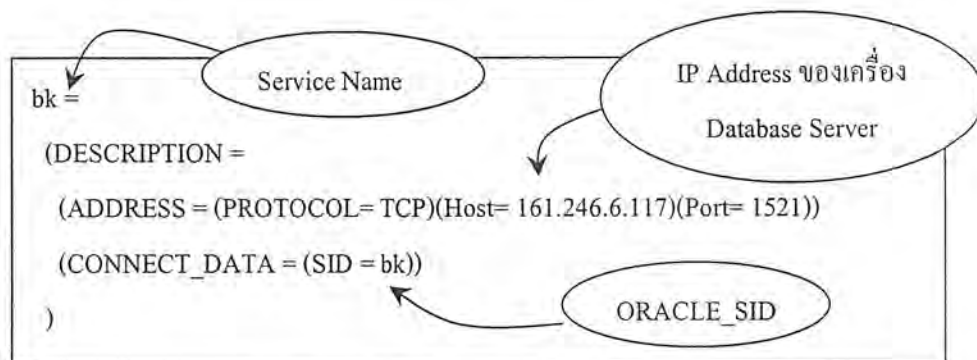 Service Name
IP Address ของเครื่อง
Database Server
bk =
(DESCRIPTION =
(ADDRESS = (PROTOCOL= TCP)(Host= 161.246.6.117)(Port= 1521))
(CONNECT_DATA = (SID = bk))
ORACLE_SID
)